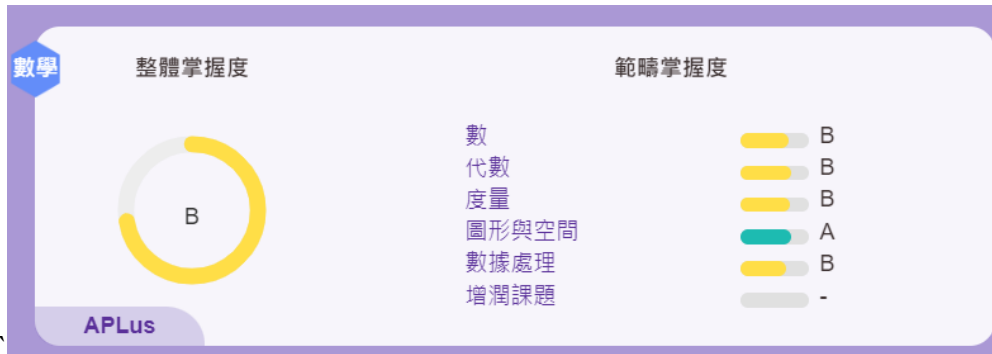 數學
整體掌握度
範疇掌握度
B
數 B
代數 B
度量 B
圖形與空間 A
數據處理 B
增潤課題 -
APLus